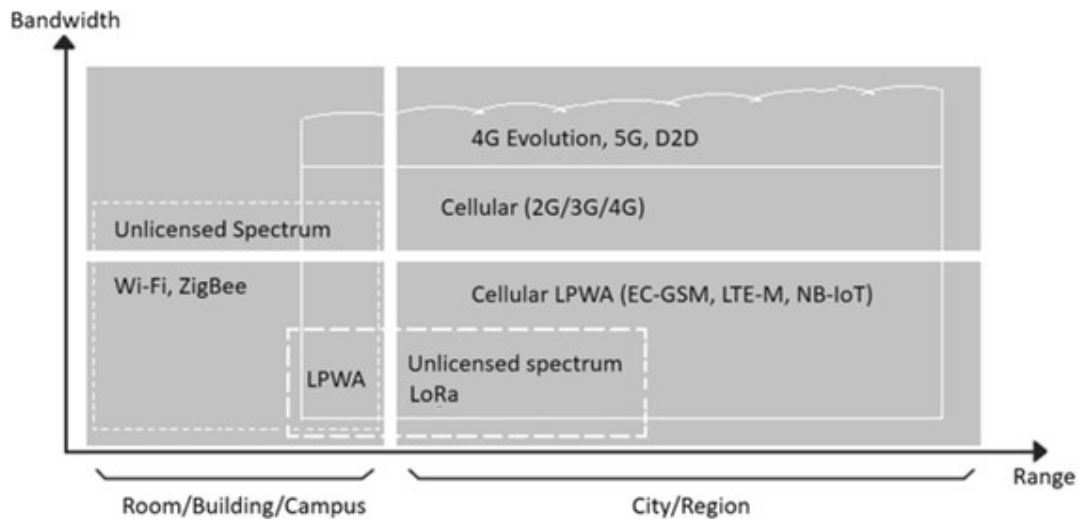 Bandwidth
4G Evolution, 5G, D2D
Cellular (2G/3G/4G)
Unlicensed Spectrum
Wi-Fi, ZigBee
Cellular LPWA (EC-GSM, LTE-M, NB-IoT)
LPWA
Unlicensed spectrum
LoRa
Range
Room/Building/Campus
City/Region